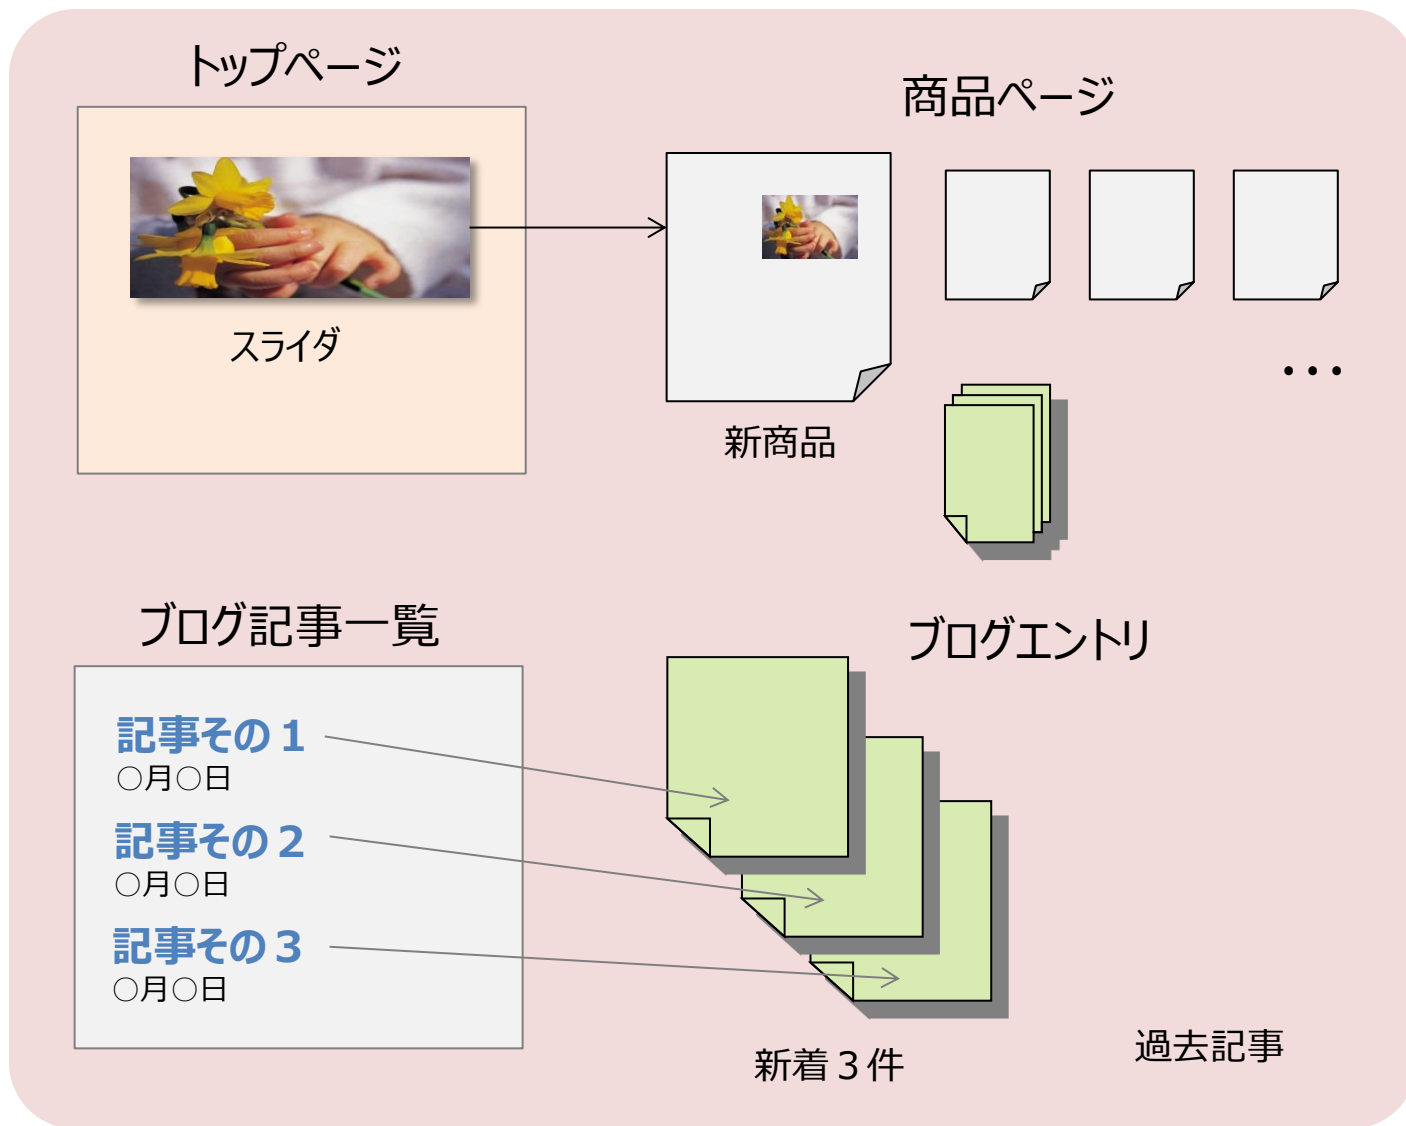 トップページ
商品ページ
スライダ
・・・
新商品
ブログ記事一覧
ブログエントリ
記事その１
○月○日
記事その２
○月○日
記事その３
○月○日
新着３件
過去記事